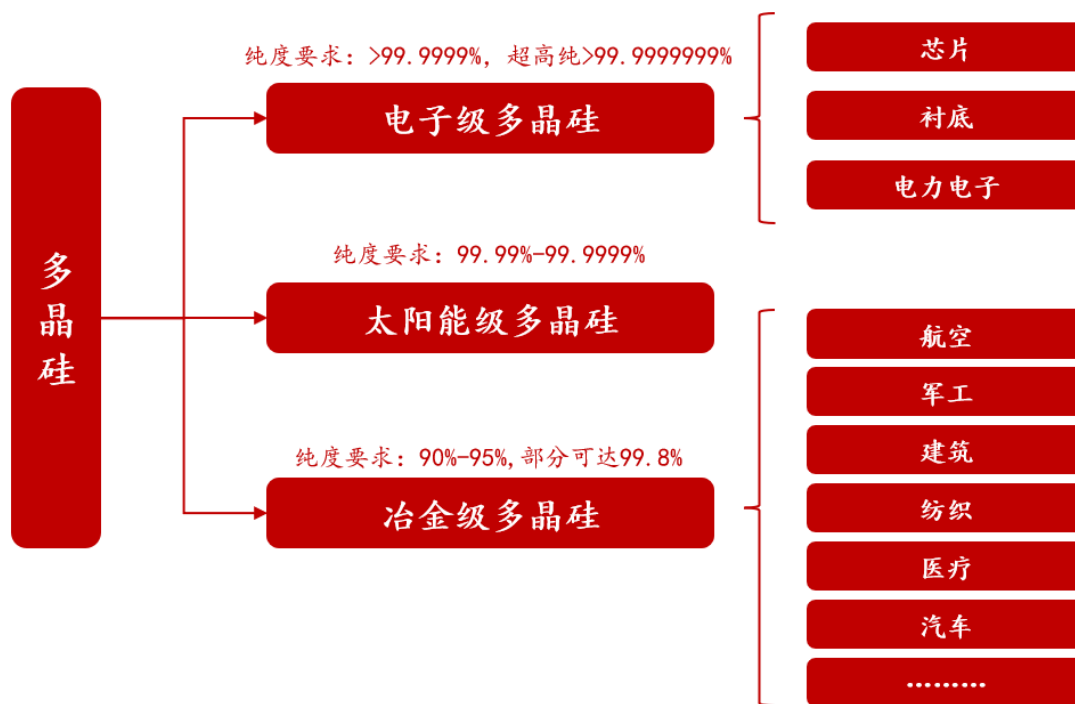 多晶硅
纯度要求：>99.9999%，超高纯>99.9999999%
电子级多晶硅
芯片
衬底
电力电子
纯度要求：99.99%-99.9999%
太阳能级多晶硅
纯度要求：90%-95%,部分可达99.8%
冶金级多晶硅
航空
军工
建筑
纺织
医疗
汽车
………